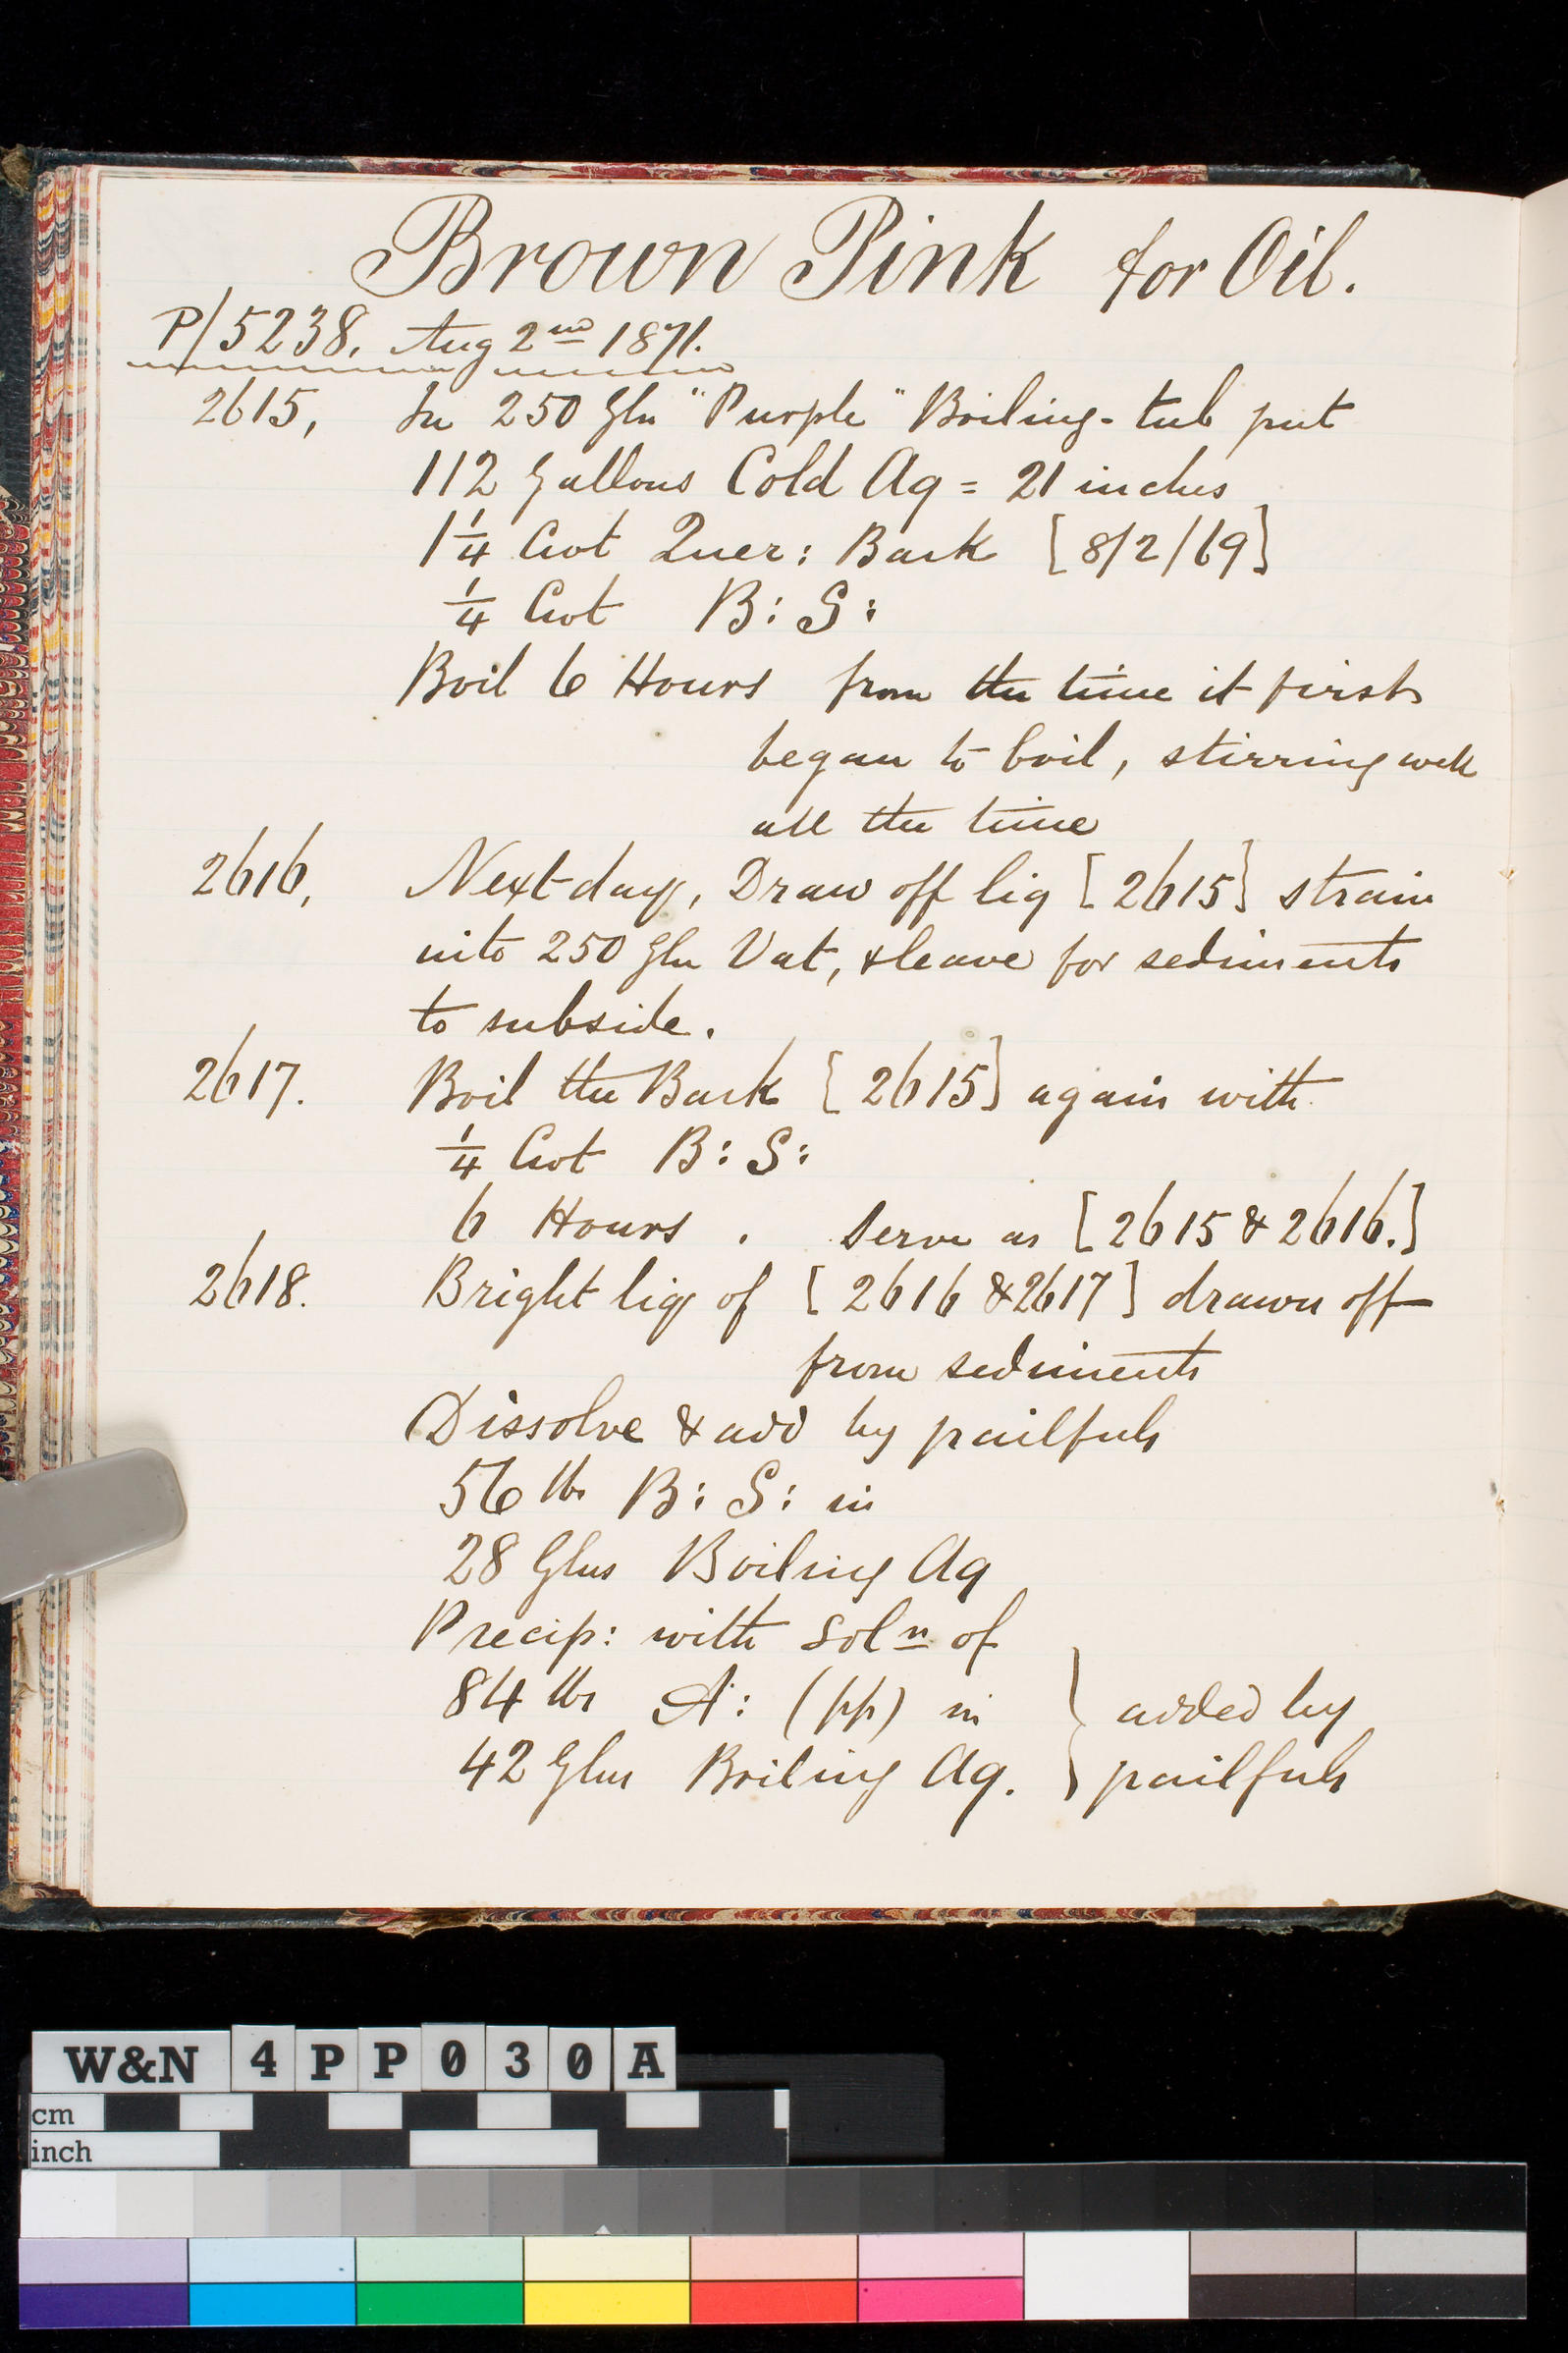 Brown Pink for Oil.
P/5238. Aug 2nd 1871.
2615, In 250 Gln "Purple" Boiling-tub put
112 Gallons Cold Aq = 21 inches
1 1/4 Cwt Quer: Bark [8/2/69]
1/4 Cwt B: S:
Boil 6 Hours from the time it first
began to boil, stirring well
all the time
2616, Next day, Draw off liq [2615] strain
into 250 Gln Vat, & leave for sediments
to subside.
2617. Boil the Bark [2615] again with
1/4 Cwt B: S:
6 Hours. Serve as [2615 & 2616.]
2618. Bright liq of [2616 & 2617] drawn off
from sediments
Dissolve & add by pailfuls
56 lbs B: S: in
28 Glns Boiling Aq
Precip: with Soln of
84 lbs A: (pp) in } added by
42 Glns Boiling Aq. } pailfuls
W&N 4PP030A
cm
inch